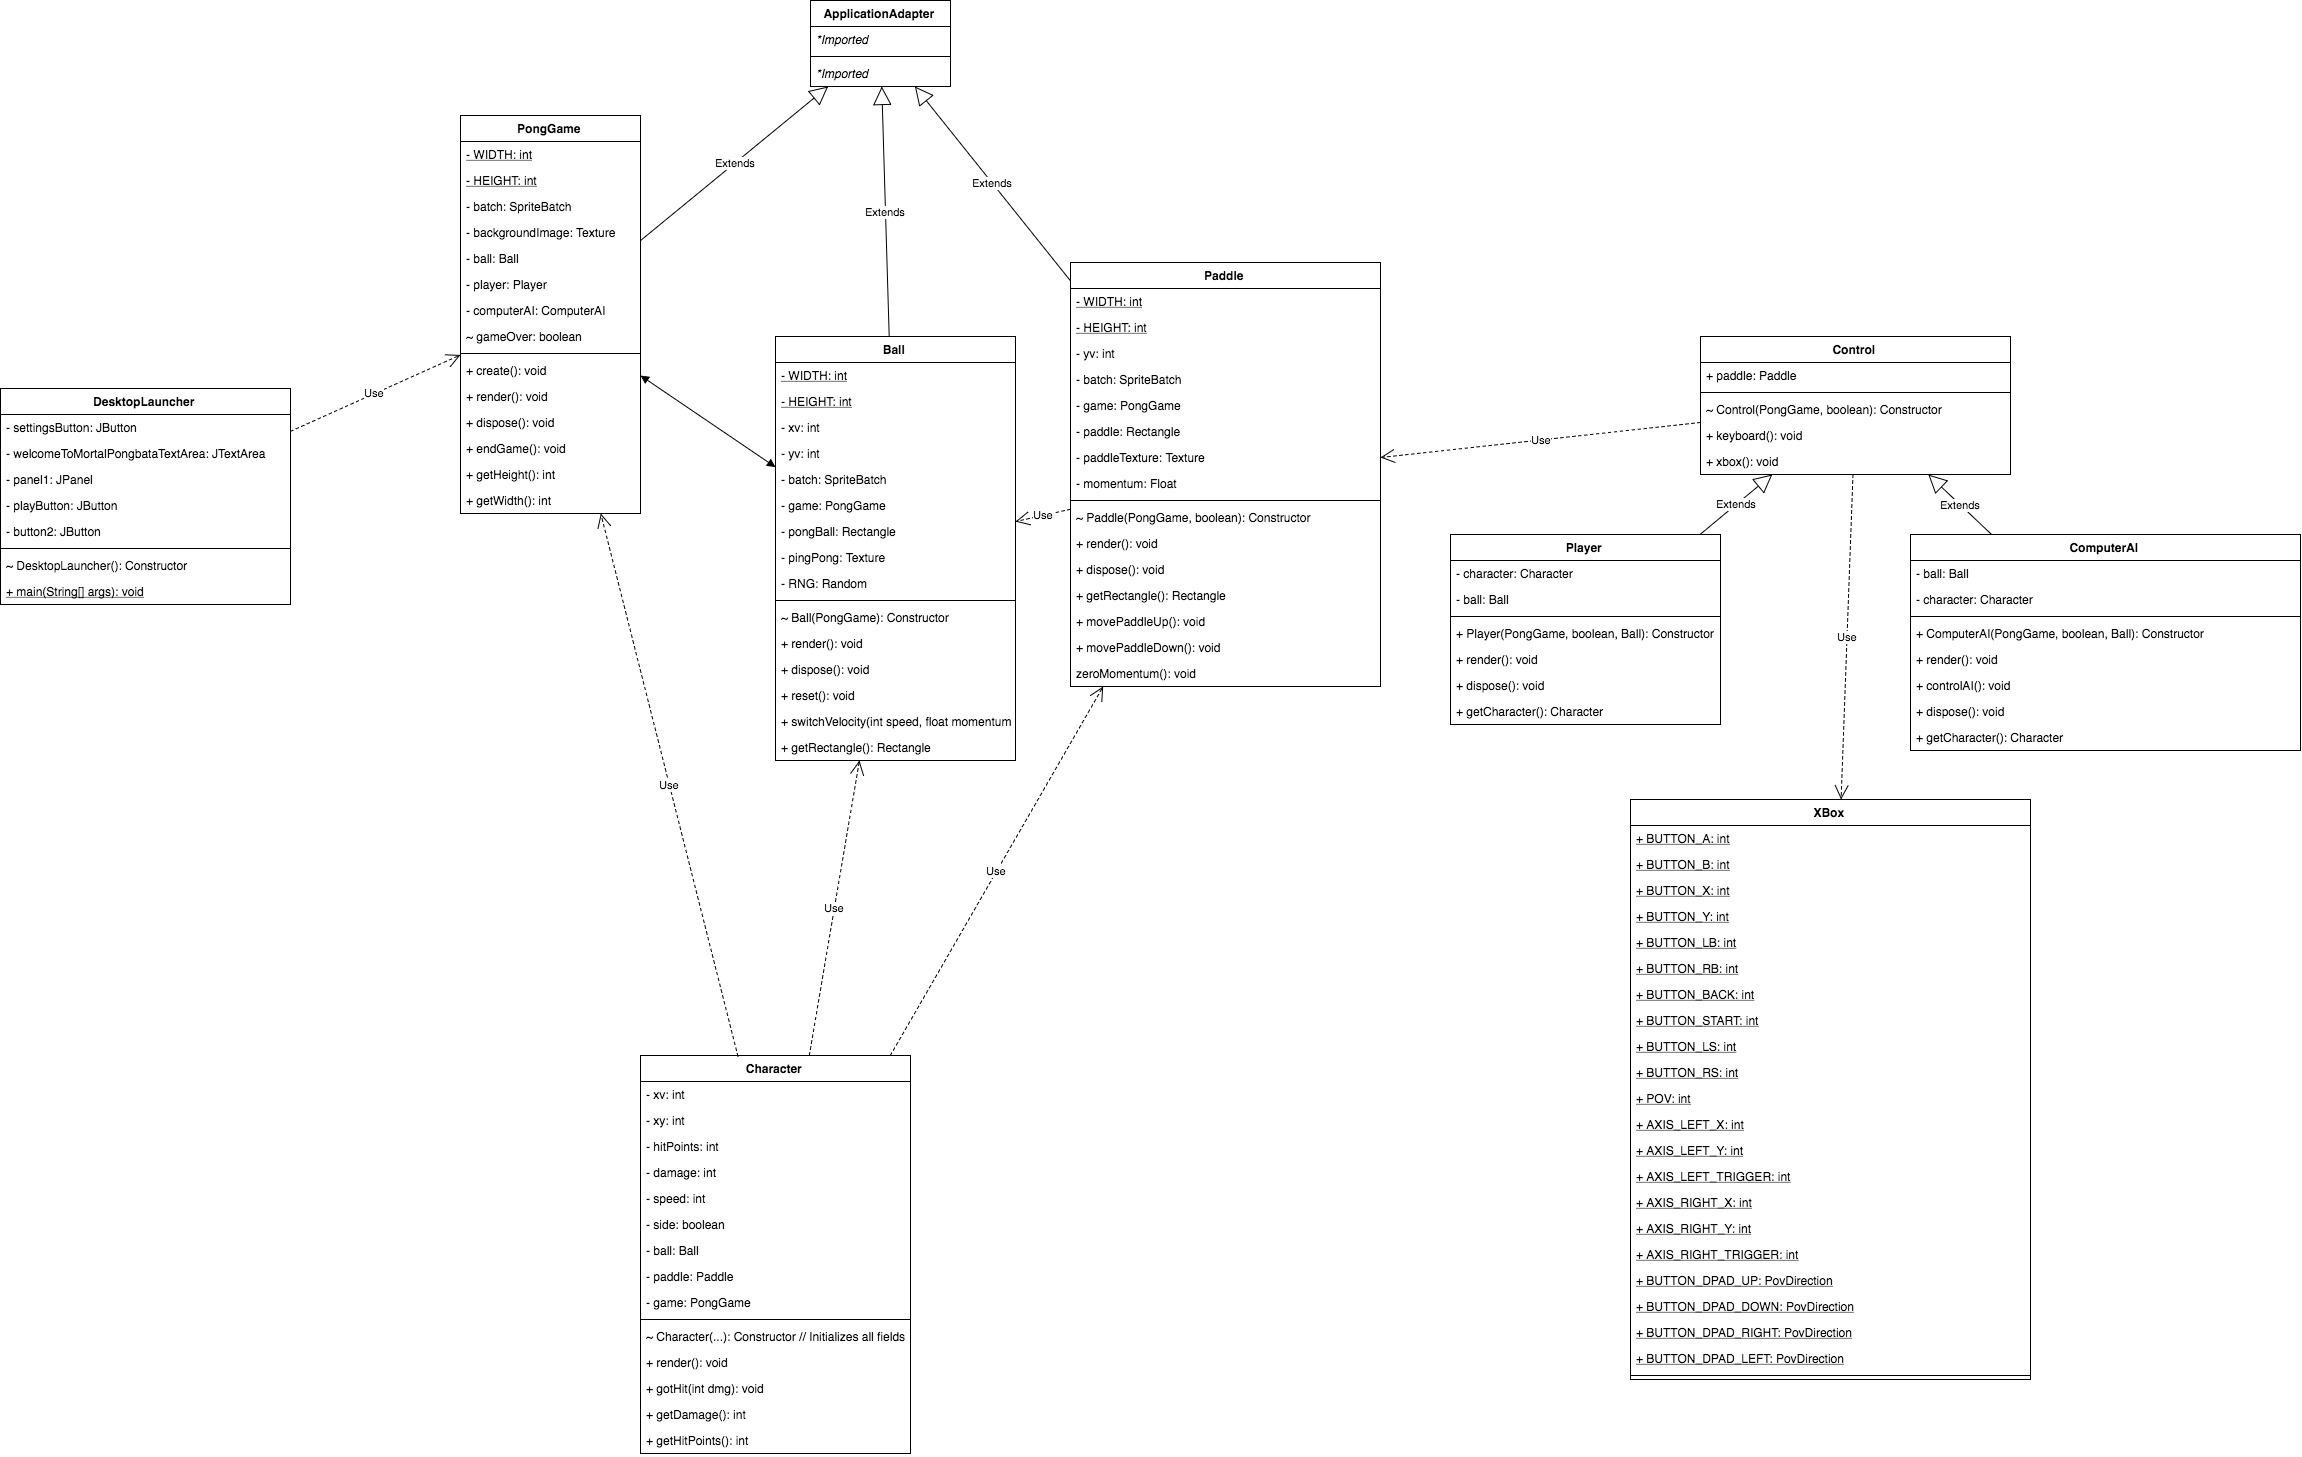 ApplicationAdapter
*Imported
*Imported
PongGame
- WIDTH: int
- HEIGHT: int
- batch: SpriteBatch
- backgroundImage: Texture
- ball: Ball
- player: Player
- computerAI: ComputerAI
~ gameOver: boolean
+ create(): void
+ render(): void
+ dispose(): void
+ endGame(): void
+ getHeight(): int
+ getWidth(): int
Extends
Extends
Extends
DesktopLauncher
- settingsButton: JButton
- welcomeToMortalPongbataTextArea: JTextArea
- panel1: JPanel
- playButton: JButton
- button2: JButton
~ DesktopLauncher(): Constructor
+ main(String[] args): void
Use
Ball
- WIDTH: int
- HEIGHT: int
- xv: int
- yv: int
- batch: SpriteBatch
- game: PongGame
- pongBall: Rectangle
- pingPong: Texture
- RNG: Random
~ Ball(PongGame): Constructor
+ render(): void
+ dispose(): void
+ reset(): void
+ switchVelocity(int speed, float momentum
+ getRectangle(): Rectangle
Use
Paddle
- WIDTH: int
- HEIGHT: int
- yv: int
- batch: SpriteBatch
- game: PongGame
- paddle: Rectangle
- paddleTexture: Texture
- momentum: Float
~ Paddle(PongGame, boolean): Constructor
+ render(): void
+ dispose(): void
+ getRectangle(): Rectangle
+ movePaddleUp(): void
+ movePaddleDown(): void
zeroMomentum(): void
Use
Control
+ paddle: Paddle
~ Control(PongGame, boolean): Constructor
+ keyboard(): void
+ xbox(): void
Extends
Extends
Player
- character: Character
- ball: Ball
+ Player(PongGame, boolean, Ball): Constructor
+ render(): void
+ dispose(): void
+ getCharacter(): Character
Use
ComputerAI
- ball: Ball
- character: Character
+ ComputerAI(PongGame, boolean, Ball): Constructor
+ render(): void
+ controlAI(): void
+ dispose(): void
+ getCharacter(): Character
XBox
+ BUTTON_A: int
+ BUTTON_B: int
+ BUTTON_X: int
+ BUTTON_Y: int
+ BUTTON_LB: int
+ BUTTON_RB: int
+ BUTTON_BACK: int
+ BUTTON_START: int
+ BUTTON_LS: int
+ BUTTON_RS: int
+ POV: int
+ AXIS_LEFT_X: int
+ AXIS_LEFT_Y: int
+ AXIS_LEFT_TRIGGER: int
+ AXIS_RIGHT_X: int
+ AXIS_RIGHT_Y: int
+ AXIS_RIGHT_TRIGGER: int
+ BUTTON_DPAD_UP: PovDirection
+ BUTTON_DPAD_DOWN: PovDirection
+ BUTTON_DPAD_RIGHT: PovDirection
+ BUTTON_DPAD_LEFT: PovDirection
Use
Use
Use
Character
- xv: int
- xy: int
- hitPoints: int
- damage: int
- speed: int
- side: boolean
- ball: Ball
- paddle: Paddle
- game: PongGame
~ Character(...): Constructor // Initializes all fields
+ render(): void
+ gotHit(int dmg): void
+ getDamage(): int
+ getHitPoints(): int